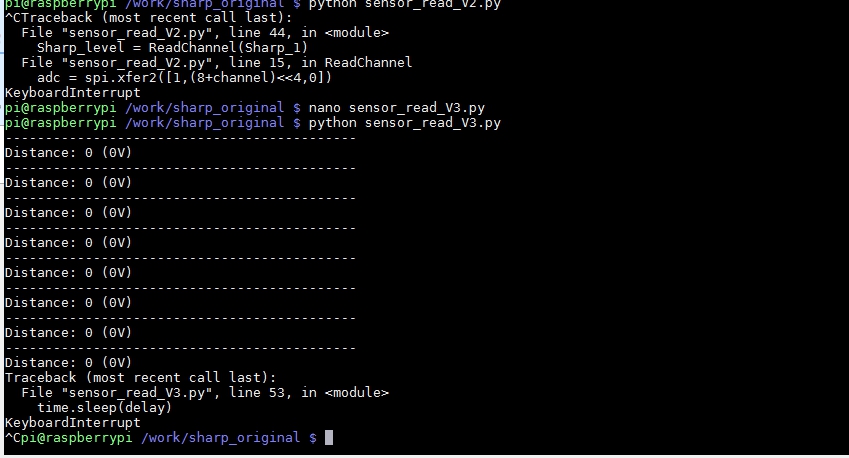 pi@raspberrypi /work/sharp_original $ python sensor_read_V2.py
^CTraceback (most recent call last):
  File "sensor_read_V2.py", line 44, in <module>
    Sharp_level = ReadChannel(Sharp_1)
  File "sensor_read_V2.py", line 15, in ReadChannel
    adc = spi.xfer2([1,(8+channel)<<4,0])
KeyboardInterrupt
pi@raspberrypi /work/sharp_original $ nano sensor_read_V3.py
pi@raspberrypi /work/sharp_original $ python sensor_read_V3.py
--------------------------------------------
Distance: 0 (0V)
--------------------------------------------
Distance: 0 (0V)
--------------------------------------------
Distance: 0 (0V)
--------------------------------------------
Distance: 0 (0V)
--------------------------------------------
Distance: 0 (0V)
--------------------------------------------
Distance: 0 (0V)
--------------------------------------------
Distance: 0 (0V)
--------------------------------------------
Distance: 0 (0V)
Traceback (most recent call last):
  File "sensor_read_V3.py", line 53, in <module>
    time.sleep(delay)
KeyboardInterrupt
^Cpi@raspberrypi /work/sharp_original $